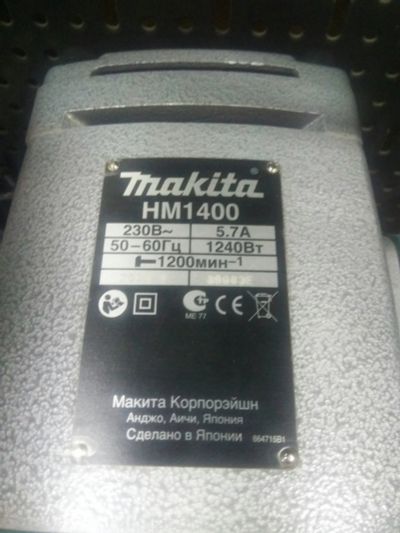 makita
HM1400
230В~ 5.7A
50–60Гц 1240Вт
1200мин–1
ME 77
CE
Макита Корпорэйшн
Анджо, Аичи, Япония
Сделано в Японии 864715B1